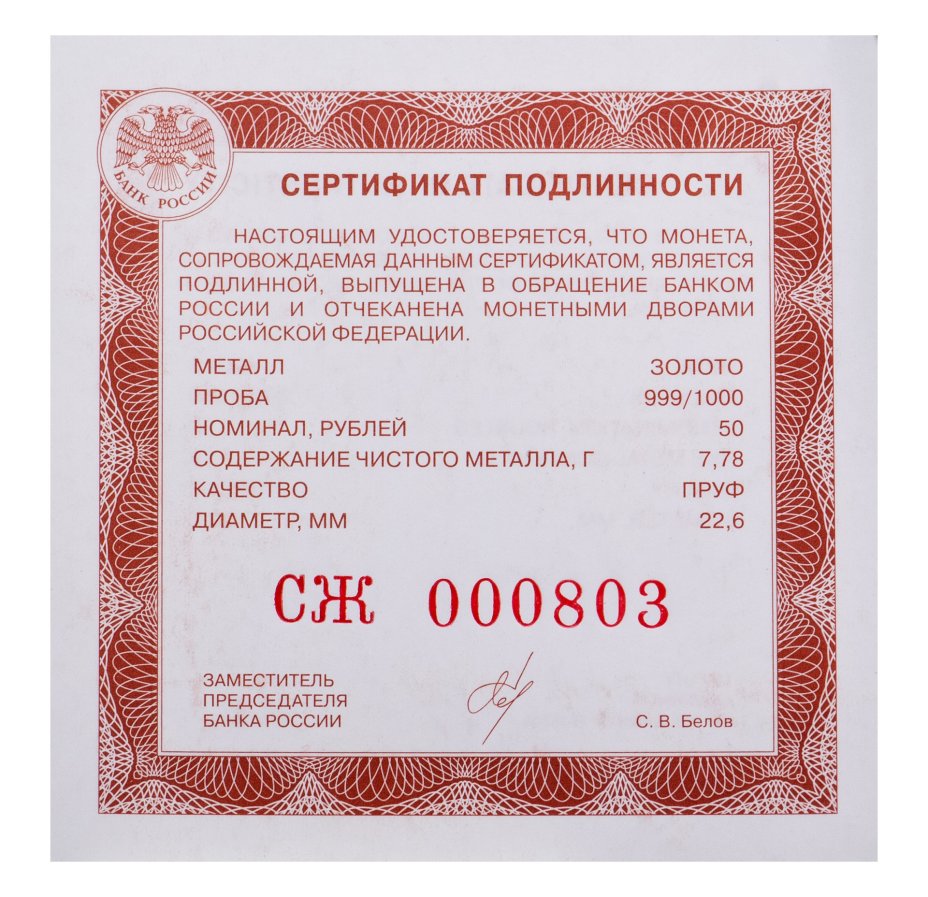 БАНК РОССИИ
СЕРТИФИКАТ ПОДЛИННОСТИ
НАСТОЯЩИМ УДОСТОВЕРЯЕТСЯ, ЧТО МОНЕТА,
СОПРОВОЖДАЕМАЯ ДАННЫМ СЕРТИФИКАТОМ, ЯВЛЯЕТСЯ
ПОДЛИННОЙ, ВЫПУЩЕНА В ОБРАЩЕНИЕ БАНКОМ
РОССИИ И ОТЧЕКАНЕНА МОНЕТНЫМИ ДВОРАМИ
РОССИЙСКОЙ ФЕДЕРАЦИИ.
МЕТАЛЛ ЗОЛОТО
ПРОБА 999/1000
НОМИНАЛ, РУБЛЕЙ 50
СОДЕРЖАНИЕ ЧИСТОГО МЕТАЛЛА, Г 7,78
КАЧЕСТВО ПРУФ
ДИАМЕТР, ММ 22,6
СЖ 000803
ЗАМЕСТИТЕЛЬ
ПРЕДСЕДАТЕЛЯ
БАНКА РОССИИ С. В. Белов